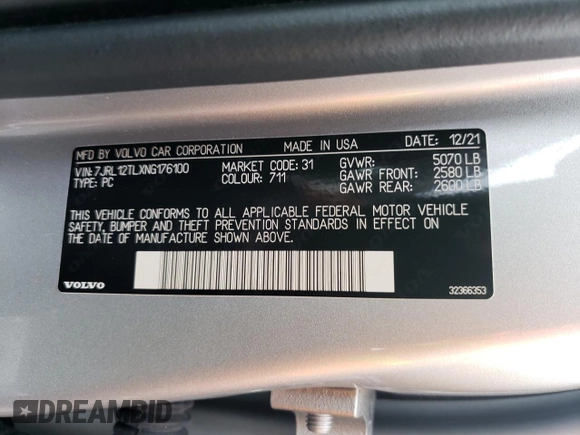 MFD BY VOLVO CAR CORPORATION MADE IN USA DATE: 12/21
VIN: 7JRL12TLXNG176100 MARKET CODE: 31 GVWR: 5070 LB
TYPE: PC COLOUR: 711 GAWR FRONT: 2580 LB
GAWR REAR: 2600 LB
THIS VEHICLE CONFORMS TO ALL APPLICABLE FEDERAL MOTOR VEHICLE
SAFETY, BUMPER AND THEFT PREVENTION STANDARDS IN EFFECT ON
THE DATE OF MANUFACTURE SHOWN ABOVE.
VOLVO 32366353
DREAMBID